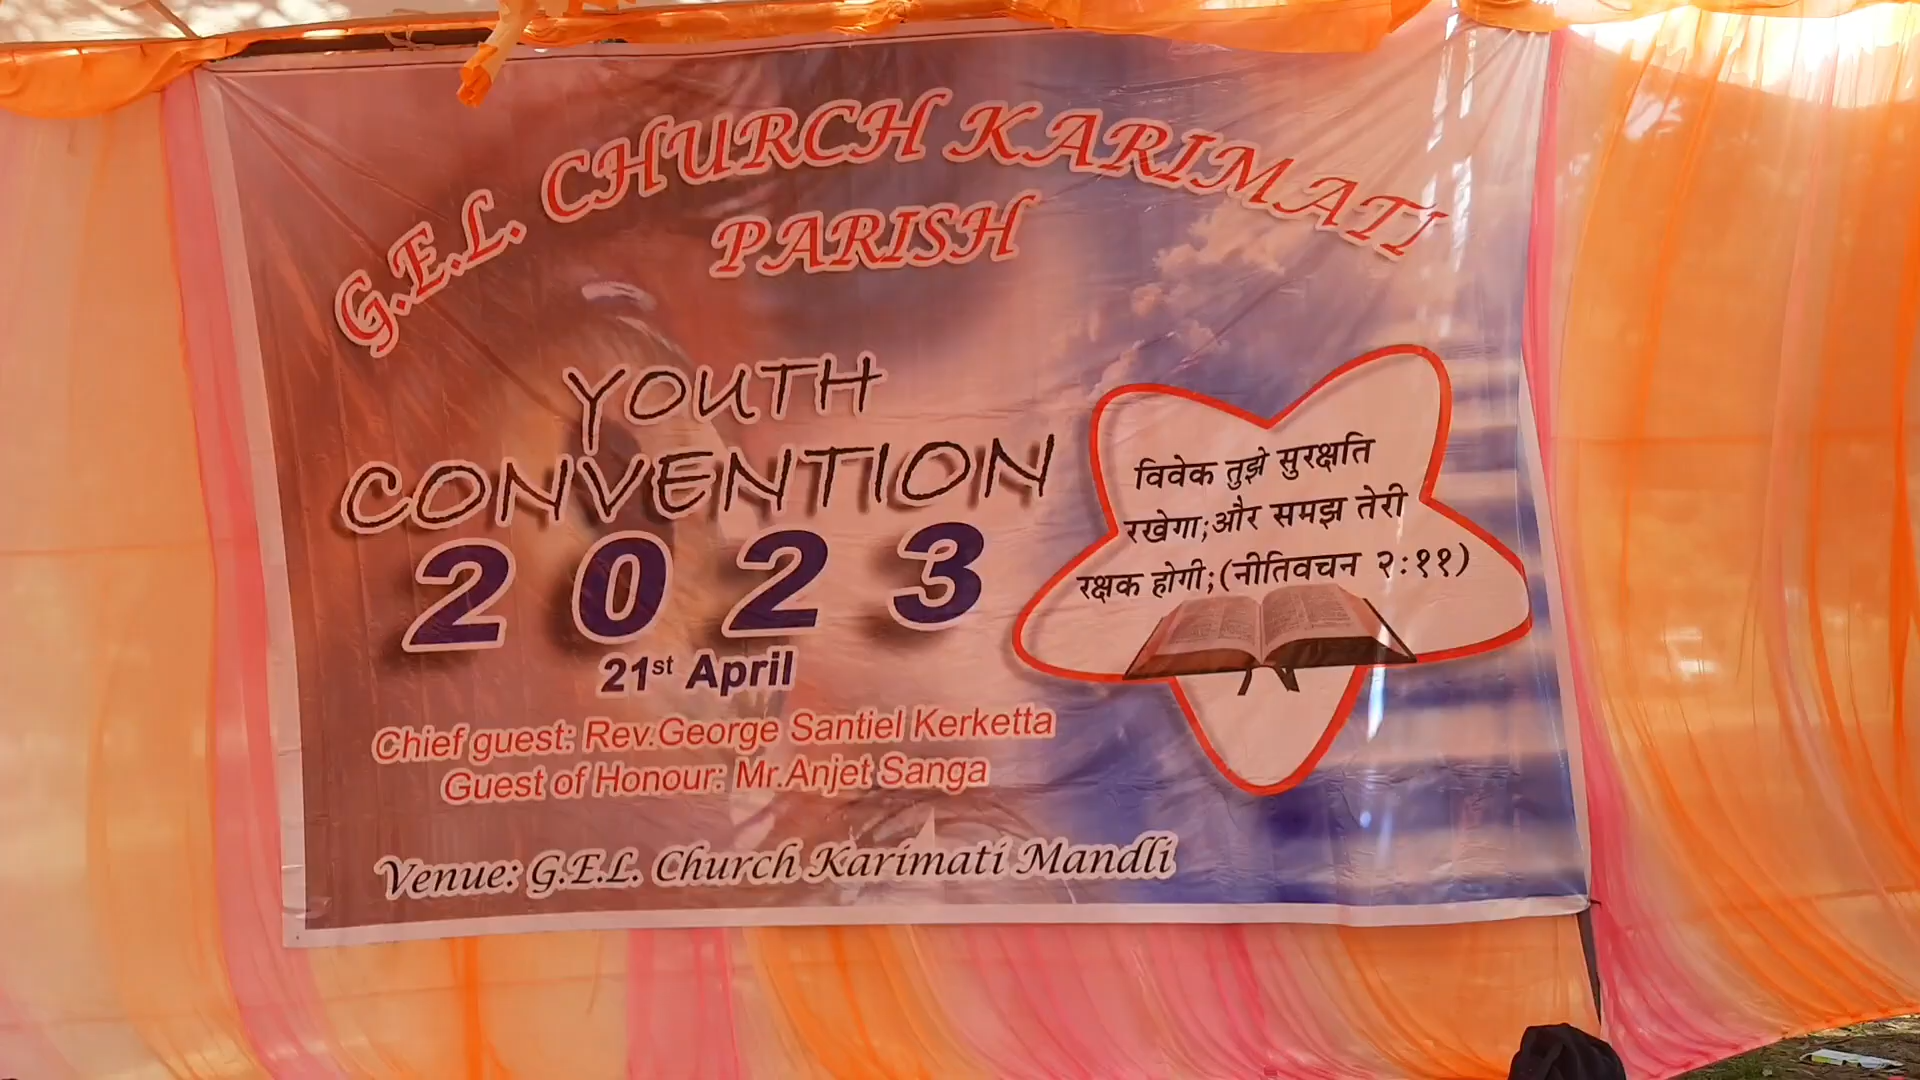 G.E.L. CHURCH KARIMATI
PARISH
YOUTH
CONVENTION
2023
21st April
Chief guest: Rev.George Santiel Kerketta
Guest of Honour: Mr.Anjet Sanga
Venue: G.E.L. Church Karimati Mandli
विवेक तुझे सुरक्षति
रखेगा;और समझ तेरी
रक्षक होगी;(नीतिवचन २:११)